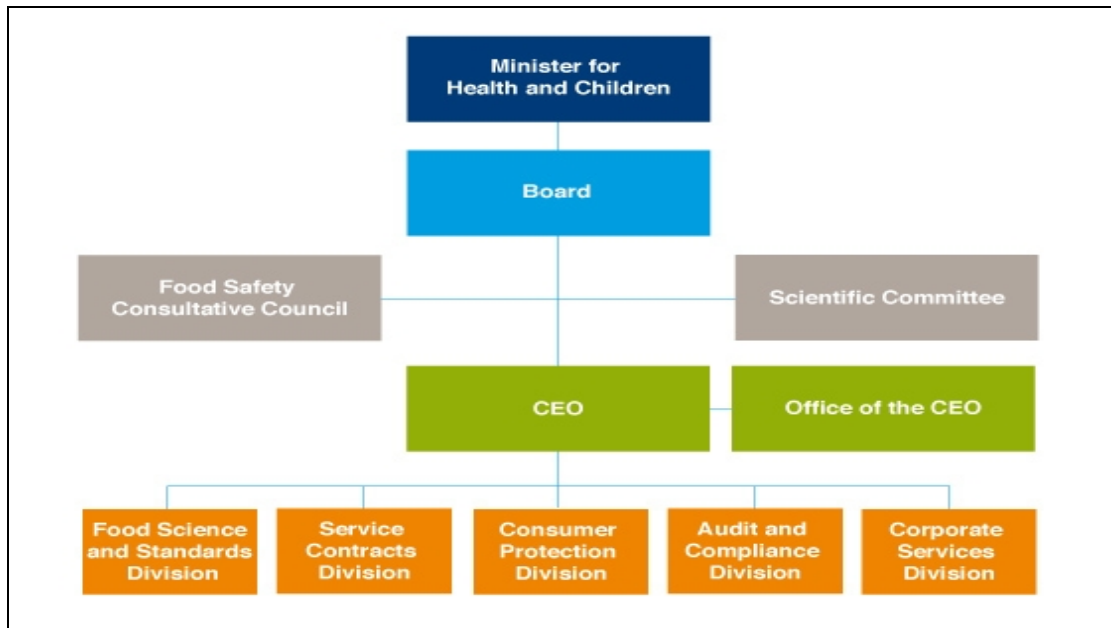 Minister for
Health and Children
Board
Food Safety
Consultative Council
Scientific Committee
CEO
Office of the CEO
Food Science
and Standards
Division
Service
Contracts
Division
Consumer
Protection
Division
Audit and
Compliance
Division
Corporate
Services
Division